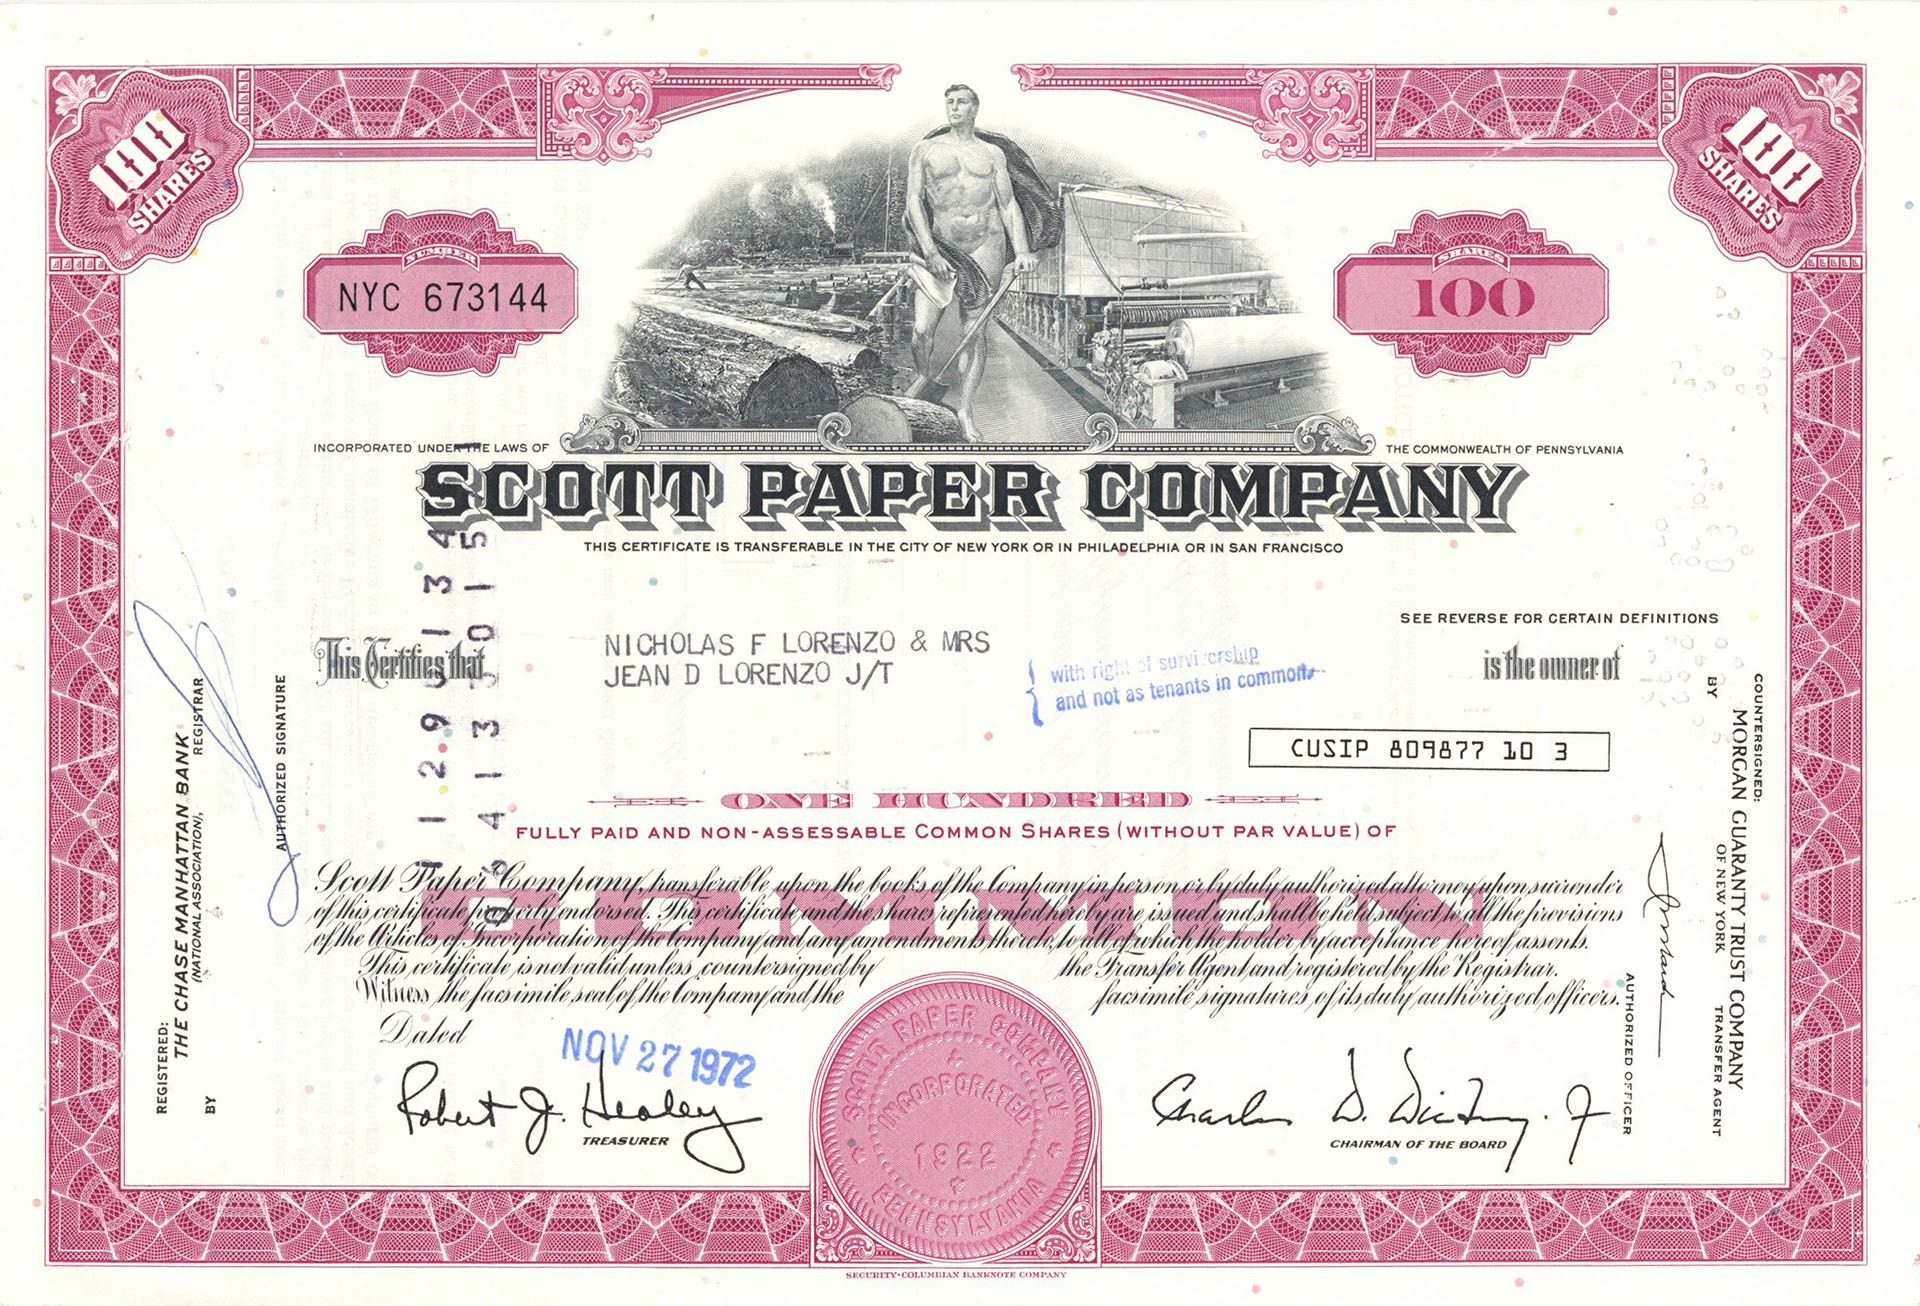 100
SHARES
100
SHARES
NUMBER
NYC 673144
SHARES
100
INCORPORATED UNDER THE LAWS OF
THE COMMONWEALTH OF PENNSYLVANIA
SCOTT PAPER COMPANY
THIS CERTIFICATE IS TRANSFERABLE IN THE CITY OF NEW YORK OR IN PHILADELPHIA OR IN SAN FRANCISCO
SEE REVERSE FOR CERTAIN DEFINITIONS
This Certifies that
NICHOLAS F LORENZO & MRS
JEAN D LORENZO J/T
with right of survivorship
and not as tenants in common
is the owner of
CUSIP 809877 10 3
ONE HUNDRED
FULLY PAID AND NON-ASSESSABLE COMMON SHARES (WITHOUT PAR VALUE) OF
COMMON
Scott Paper Company, transferable upon the books of the Company in person or by duly authorized attorney upon surrender
of this certificate properly endorsed. This certificate and the shares represented hereby are issued and shall be held subject to all the provisions
of the Articles of Incorporation of the Company and any amendments thereto, to all of which the holder by acceptance hereof assents.
This certificate is not valid unless countersigned by the Transfer Agent and registered by the Registrar.
Witness the facsimile seal of the Company and the facsimile signatures of its duly authorized officers.
Dated
NOV 27 1972
Robert J. Healey
TREASURER
CHAIRMAN OF THE BOARD
SCOTT PAPER COMPANY
INCORPORATED
1922
PENNSYLVANIA
REGISTERED:
THE CHASE MANHATTAN BANK
(NATIONAL ASSOCIATION),
REGISTRAR
BY
AUTHORIZED SIGNATURE
COUNTERSIGNED:
MORGAN GUARANTY TRUST COMPANY
OF NEW YORK
TRANSFER AGENT
BY
AUTHORIZED OFFICER
SECURITY-COLUMBIAN BANKNOTE COMPANY